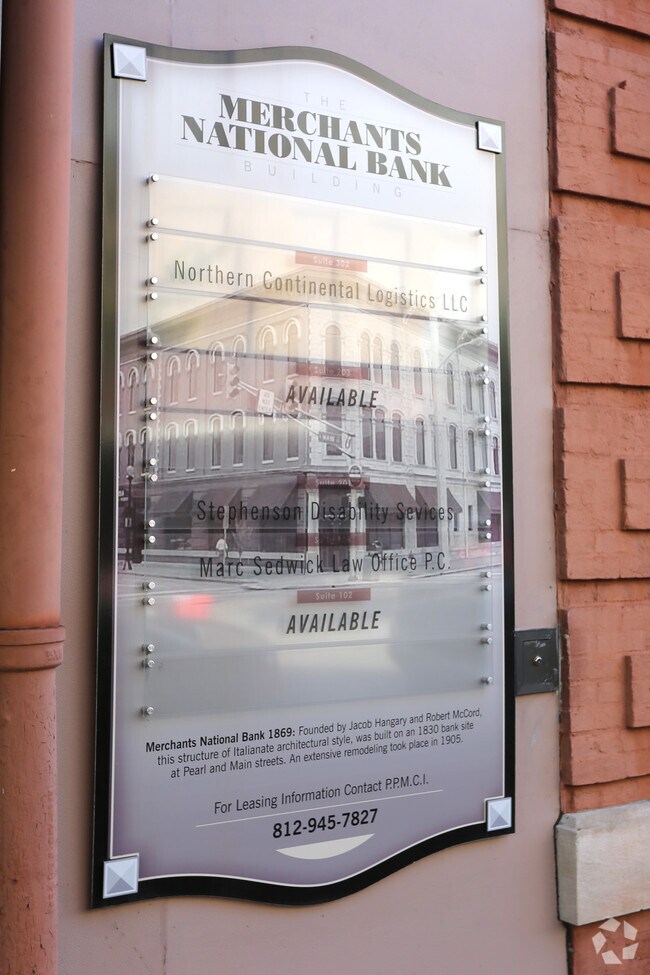 THE
MERCHANTS
NATIONAL BANK
BUILDING
Suite 302
Northern Continental Logistics LLC
AVAILABLE
Stephenson Disability Sevices
Marc Sedwick Law Office P.C.
Suite 102
AVAILABLE
Merchants National Bank 1869: Founded by Jacob Hangary and Robert McCord,
this structure of Italianate architectural style, was built on an 1830 bank site
at Pearl and Main streets. An extensive remodeling took place in 1905.
For Leasing Information Contact P.P.M.C.I.
812-945-7827